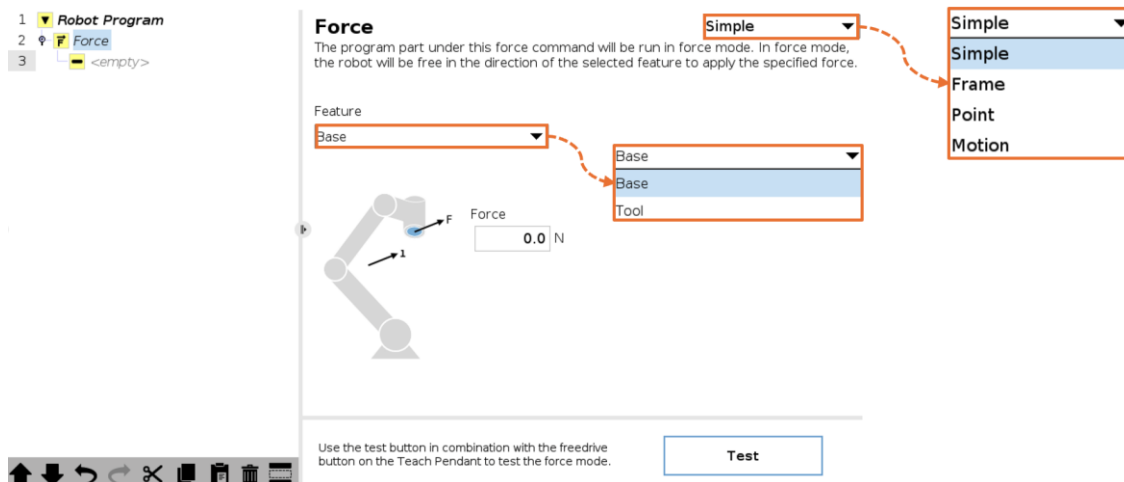 1 Robot Program
2 Force
3 <empty>
Force
Simple
The program part under this force command will be run in force mode. In force mode,
the robot will be free in the direction of the selected feature to apply the specified force.
Feature
Base
Base
Base
Tool
Simple
Simple
Frame
Point
Motion
F
1
Force
0.0 N
Use the test button in combination with the freedrive
button on the Teach Pendant to test the force mode.
Test